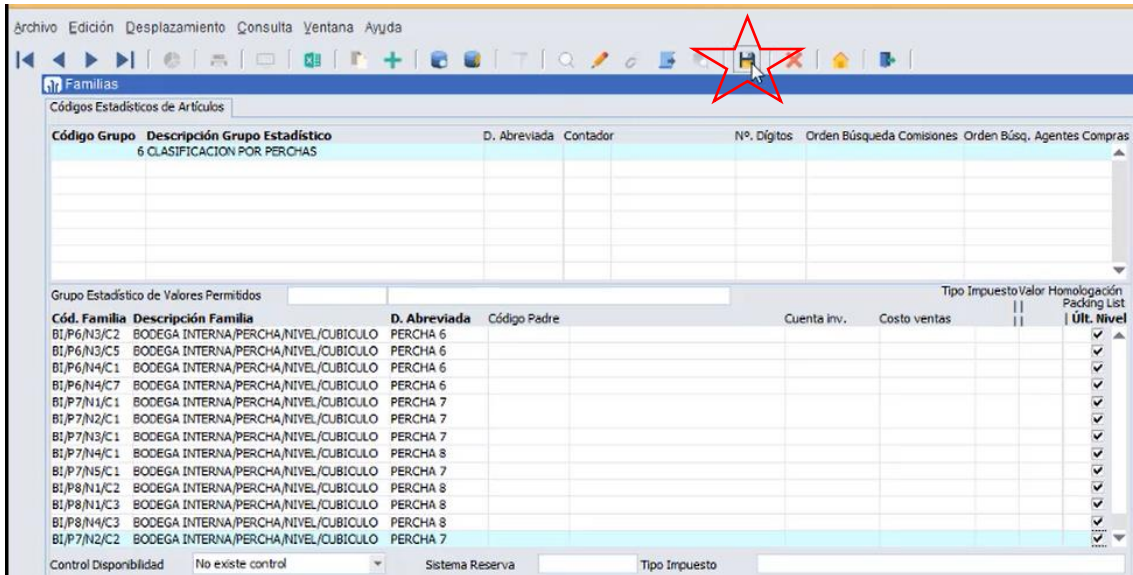 Archivo Edición Desplazamiento Consulta Ventana Ayuda
Familias
Códigos Estadísticos de Artículos
Código Grupo Descripción Grupo Estadístico D. Abreviada Contador Nº. Dígitos Orden Búsqueda Comisiones Orden Búsq. Agentes Compras
6 CLASIFICACION POR PERCHAS
Grupo Estadístico de Valores Permitidos Tipo Impuesto Valor Homologación
Packing List
Cód. Familia Descripción Familia D. Abreviada Código Padre Cuenta inv. Costo ventas Últ. Nivel
BI/P6/N3/C2 BODEGA INTERNA/PERCHA/NIVEL/CUBICULO PERCHA 6
BI/P6/N3/C5 BODEGA INTERNA/PERCHA/NIVEL/CUBICULO PERCHA 6
BI/P6/N4/C1 BODEGA INTERNA/PERCHA/NIVEL/CUBICULO PERCHA 6
BI/P6/N4/C7 BODEGA INTERNA/PERCHA/NIVEL/CUBICULO PERCHA 6
BI/P7/N1/C1 BODEGA INTERNA/PERCHA/NIVEL/CUBICULO PERCHA 7
BI/P7/N2/C1 BODEGA INTERNA/PERCHA/NIVEL/CUBICULO PERCHA 7
BI/P7/N3/C1 BODEGA INTERNA/PERCHA/NIVEL/CUBICULO PERCHA 7
BI/P7/N4/C1 BODEGA INTERNA/PERCHA/NIVEL/CUBICULO PERCHA 8
BI/P7/N5/C1 BODEGA INTERNA/PERCHA/NIVEL/CUBICULO PERCHA 7
BI/P8/N1/C2 BODEGA INTERNA/PERCHA/NIVEL/CUBICULO PERCHA 8
BI/P8/N1/C3 BODEGA INTERNA/PERCHA/NIVEL/CUBICULO PERCHA 8
BI/P8/N4/C3 BODEGA INTERNA/PERCHA/NIVEL/CUBICULO PERCHA 8
BI/P7/N2/C2 BODEGA INTERNA/PERCHA/NIVEL/CUBICULO PERCHA 7
Control Disponibilidad No existe control Sistema Reserva Tipo Impuesto